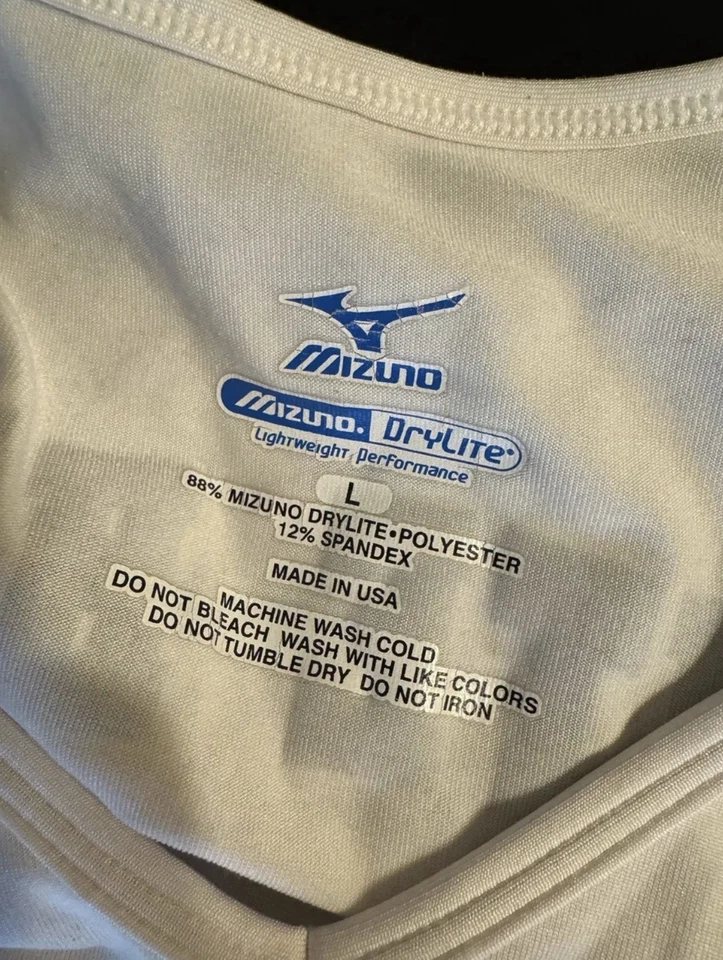 MIZUNO
MIZUNO. DryLite
Lightweight performance
L
88% MIZUNO DRYLITE•POLYESTER
12% SPANDEX
MADE IN USA
MACHINE WASH COLD
DO NOT BLEACH WASH WITH LIKE COLORS
DO NOT TUMBLE DRY DO NOT IRON